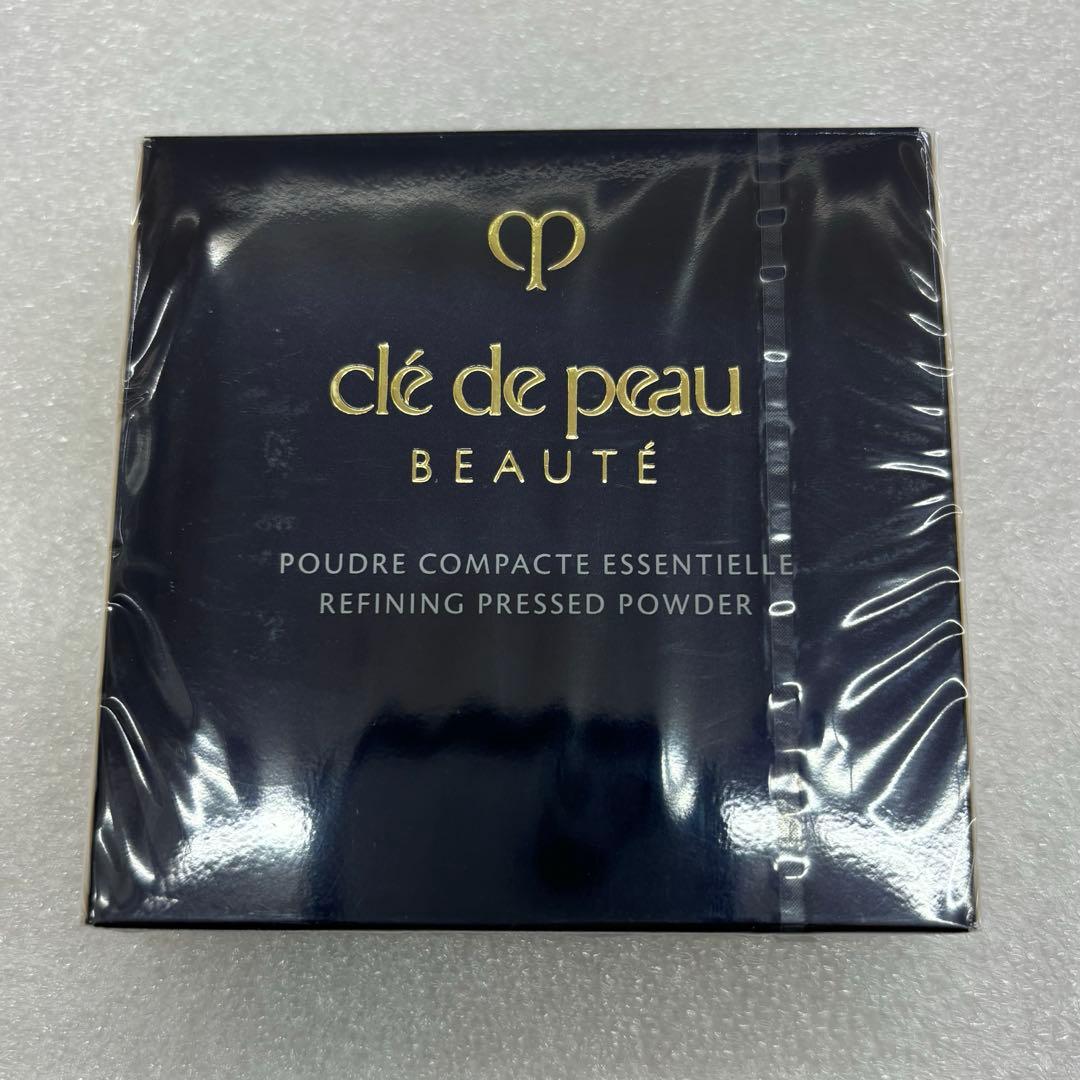 clé de peau
BEAUTÉ
POUDRE COMPACTE ESSENTIELLE
REFINING PRESSED POWDER